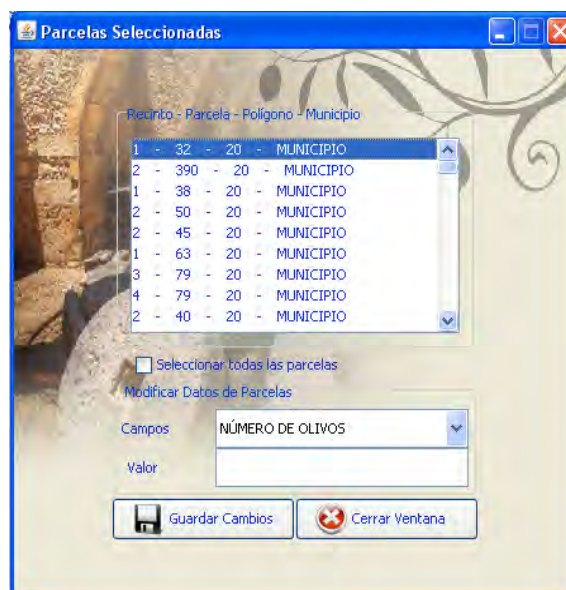 Parcelas Seleccionadas
Recinto - Parcela - Polígono - Municipio
1 - 32 - 20 - MUNICIPIO
2 - 390 - 20 - MUNICIPIO
1 - 38 - 20 - MUNICIPIO
2 - 50 - 20 - MUNICIPIO
2 - 45 - 20 - MUNICIPIO
1 - 63 - 20 - MUNICIPIO
3 - 79 - 20 - MUNICIPIO
4 - 79 - 20 - MUNICIPIO
2 - 40 - 20 - MUNICIPIO
Seleccionar todas las parcelas
Modificar Datos de Parcelas
Campos NÚMERO DE OLIVOS
Valor
Guardar Cambios Cerrar Ventana